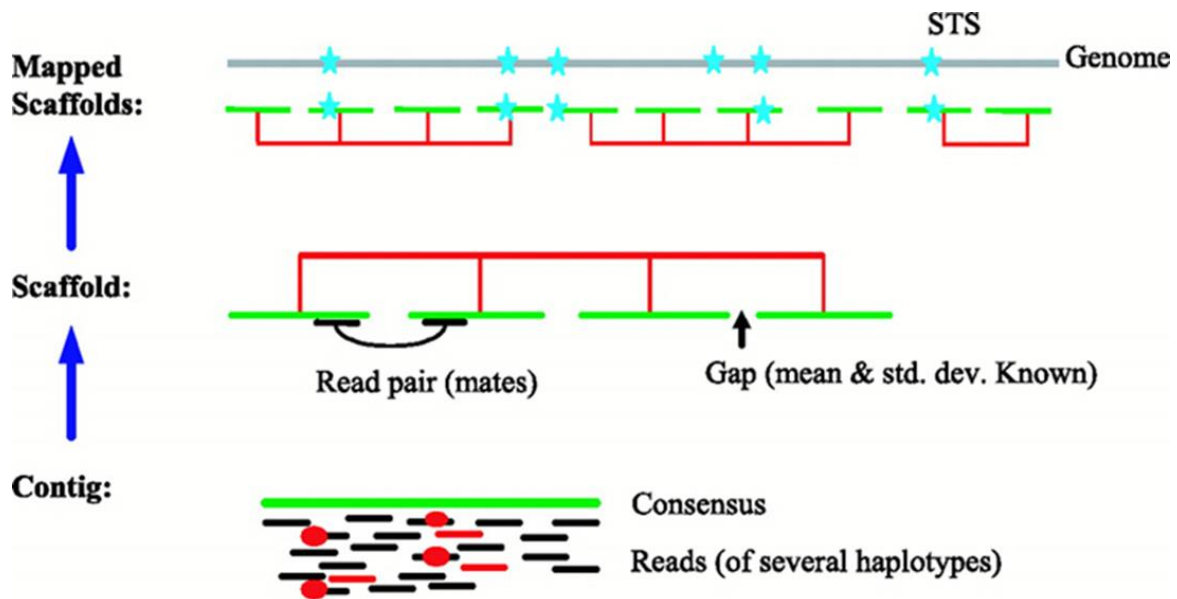 STS
Genome
Mapped
Scaffolds:
Scaffold:
Read pair (mates)
Gap (mean & std. dev. Known)
Contig:
Consensus
Reads (of several haplotypes)